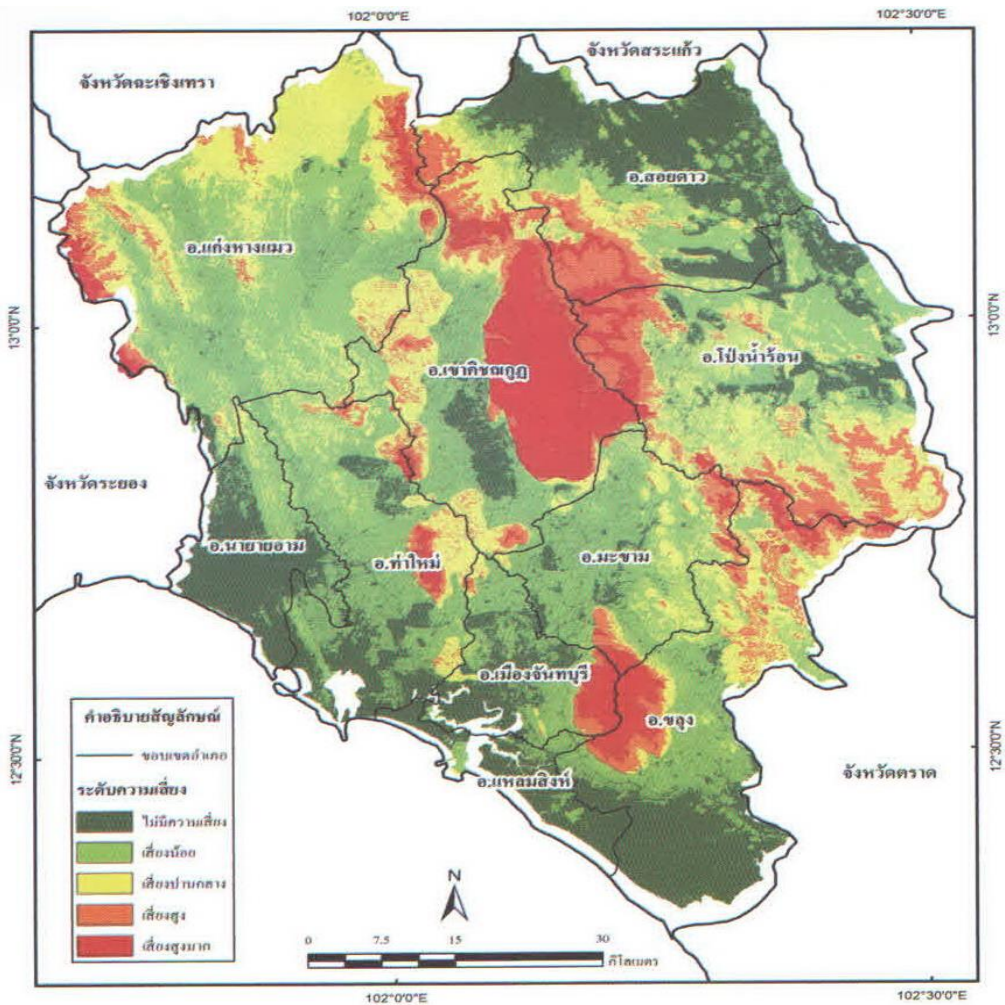 102°0'0"E
102°30'0"E
จังหวัดสระแก้ว
จังหวัดฉะเชิงเทรา
อ.สอยดาว
อ.แก่งหางแมว
13°0'0"N
13°0'0"N
อ.โป่งน้ำร้อน
อ.เขาคิชฌกูฏ
จังหวัดระยอง
อ.นายายอาม
อ.ท่าใหม่
อ.มะขาม
อ.เมืองจันทบุรี
อ.ขลุง
12°30'0"N
12°30'0"N
จังหวัดตราด
อ.แหลมสิงห์
คำอธิบายสัญลักษณ์
ขอบเขตอำเภอ
ระดับความเสี่ยง
ไม่มีความเสี่ยง
เสี่ยงน้อย
เสี่ยงปานกลาง
เสี่ยงสูง
เสี่ยงสูงมาก
N
0 7.5 15 30
กิโลเมตร
102°0'0"E
102°30'0"E